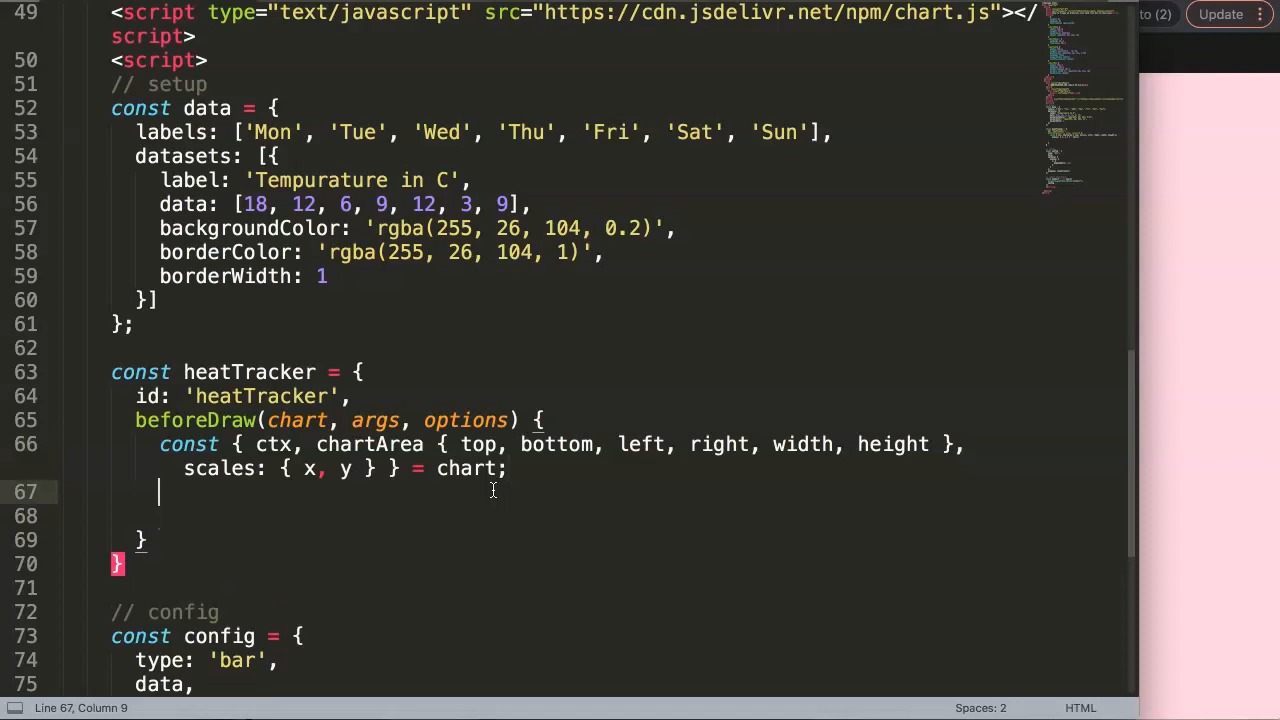 49 <script type="text/javascript" src="https://cdn.jsdelivr.net/npm/chart.js"></
script>
50 <script>
51 // setup
52 const data = {
53 labels: ['Mon', 'Tue', 'Wed', 'Thu', 'Fri', 'Sat', 'Sun'],
54 datasets: [{
55 label: 'Tempurature in C',
56 data: [18, 12, 6, 9, 12, 3, 9],
57 backgroundColor: 'rgba(255, 26, 104, 0.2)',
58 borderColor: 'rgba(255, 26, 104, 1)',
59 borderWidth: 1
60 }]
61 };
62
63 const heatTracker = {
64 id: 'heatTracker',
65 beforeDraw(chart, args, options) {
66 const { ctx, chartArea { top, bottom, left, right, width, height },
scales: { x, y } } = chart;
67
68
69 }
70 }
71
72 // config
73 const config = {
74 type: 'bar',
75 data,
Line 67, Column 9
Spaces: 2
HTML
to (2)
Update